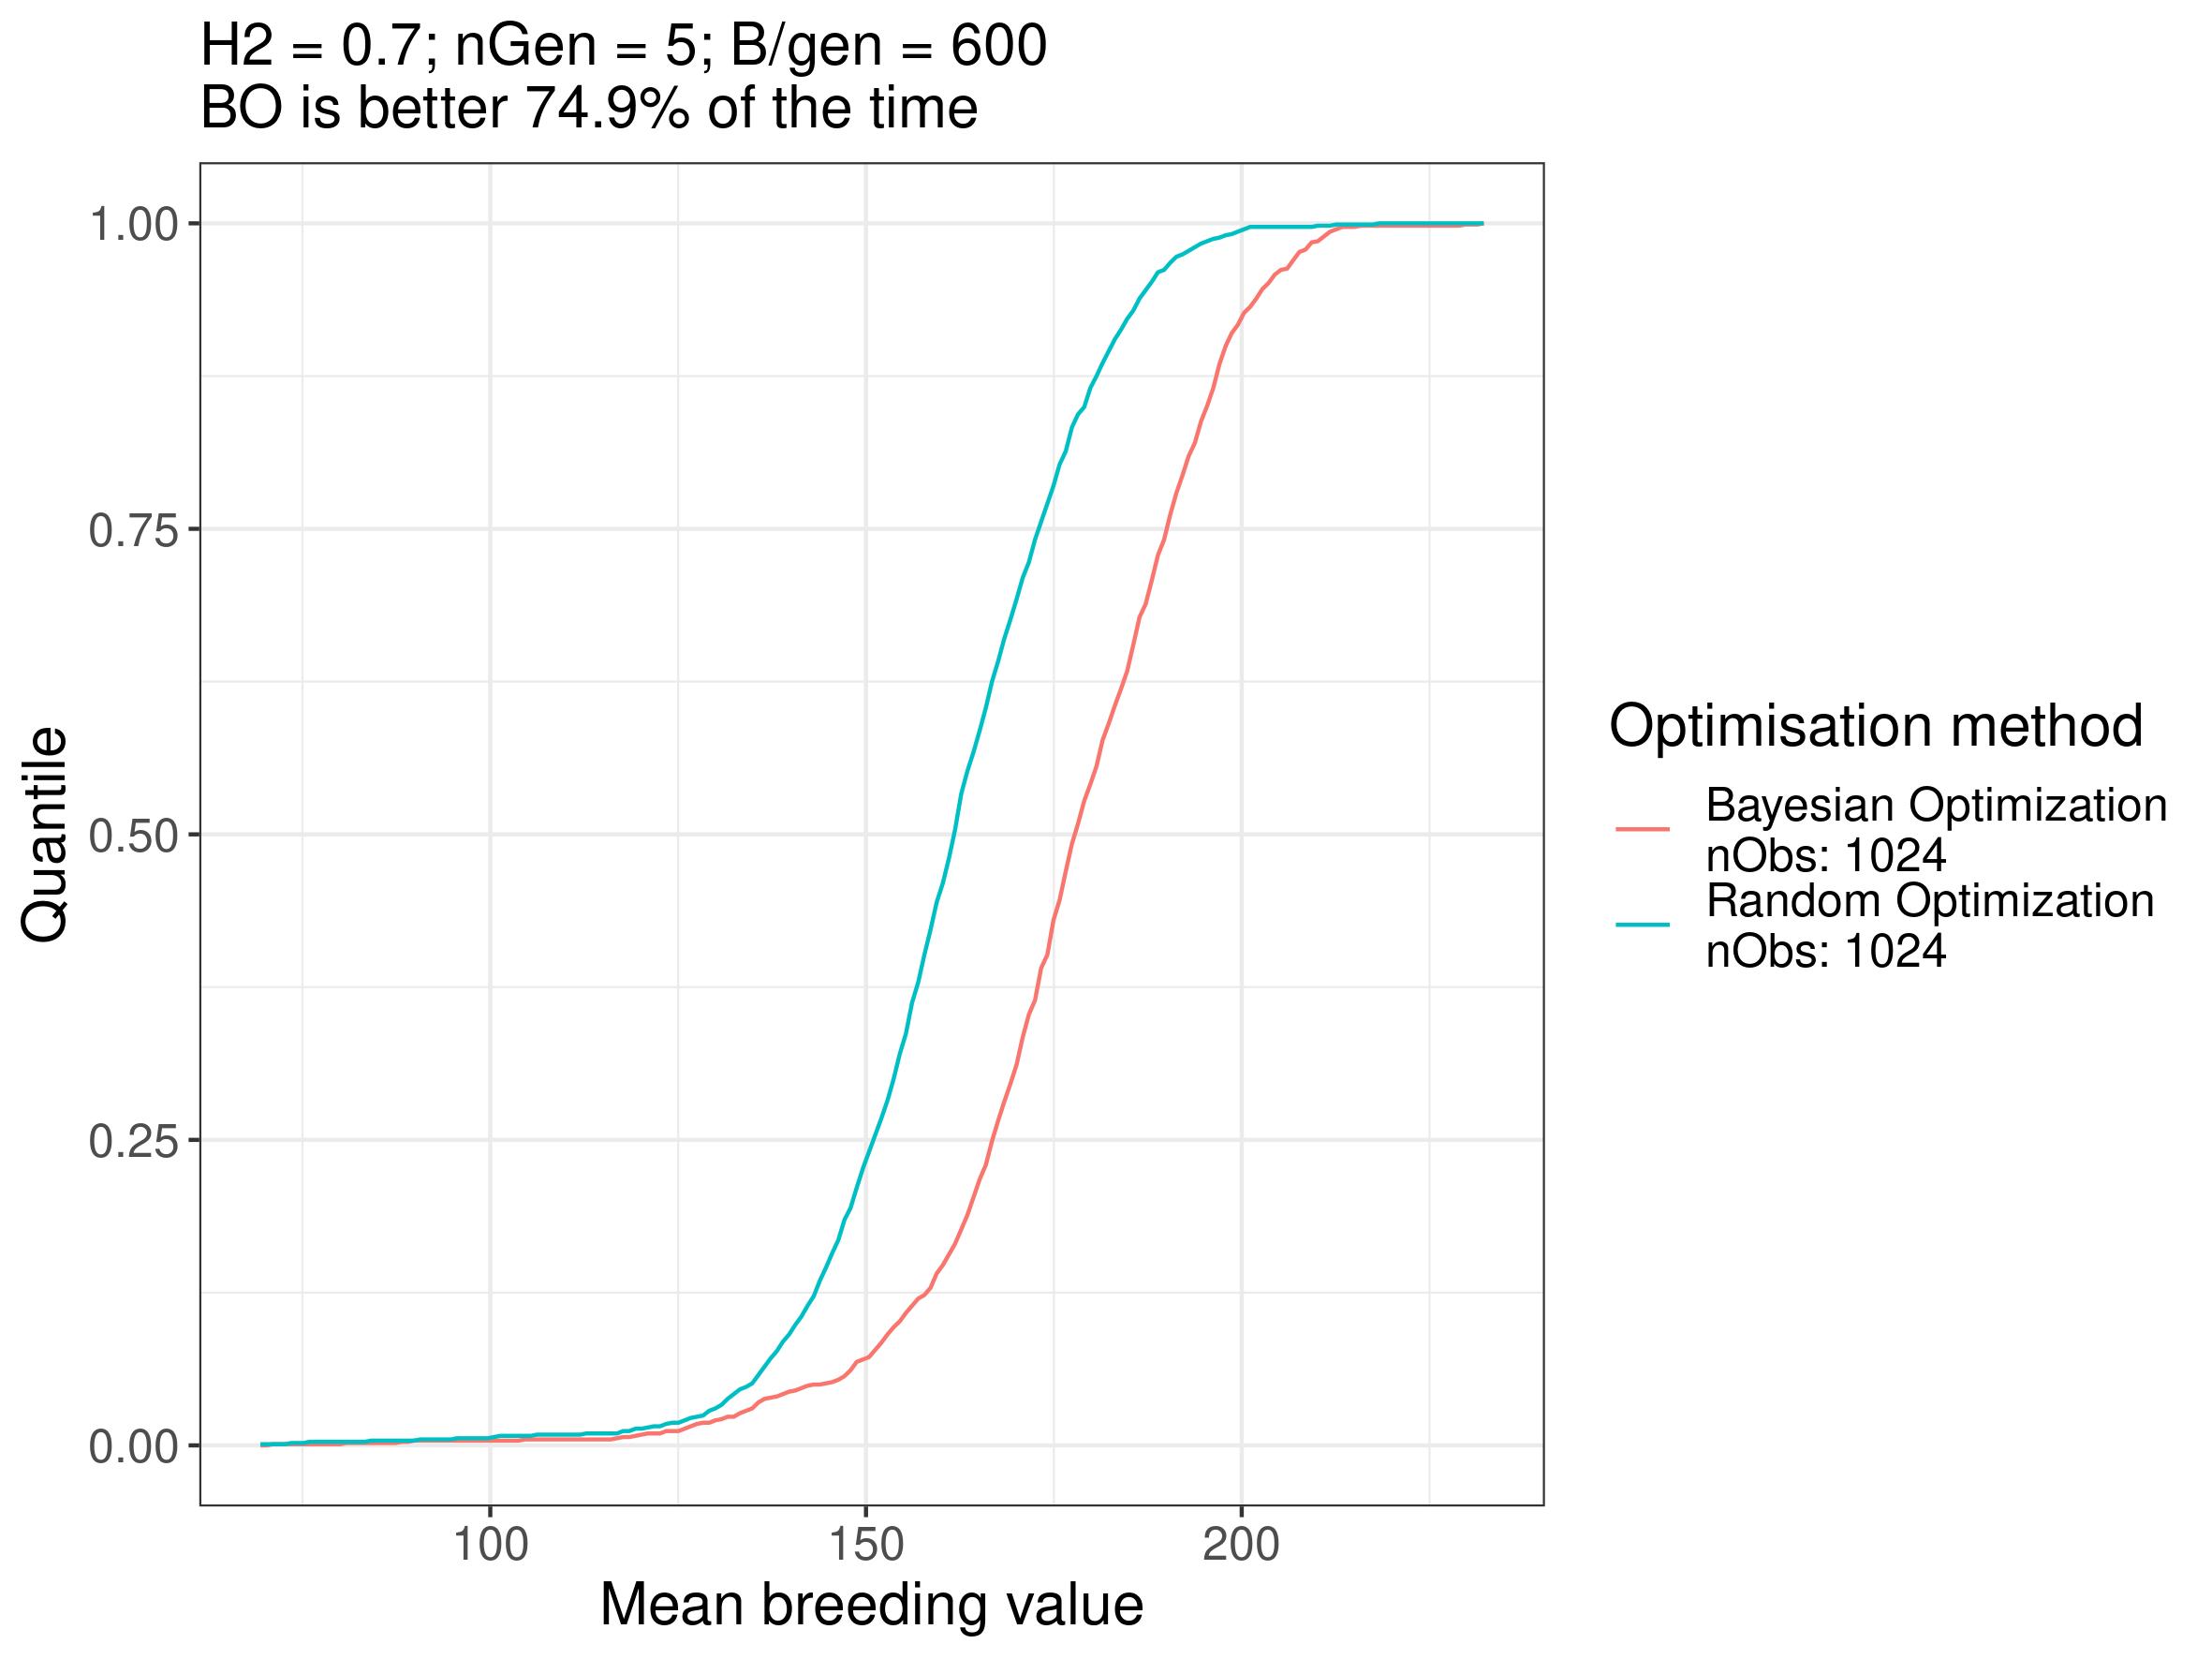 H2 = 0.7; nGen = 5; B/gen = 600
BO is better 74.9% of the time
1.00
0.75
0.50
0.25
0.00
Quantile
100
150
200
Mean breeding value
Optimisation method
Bayesian Optimization
nObs: 1024
Random Optimization
nObs: 1024